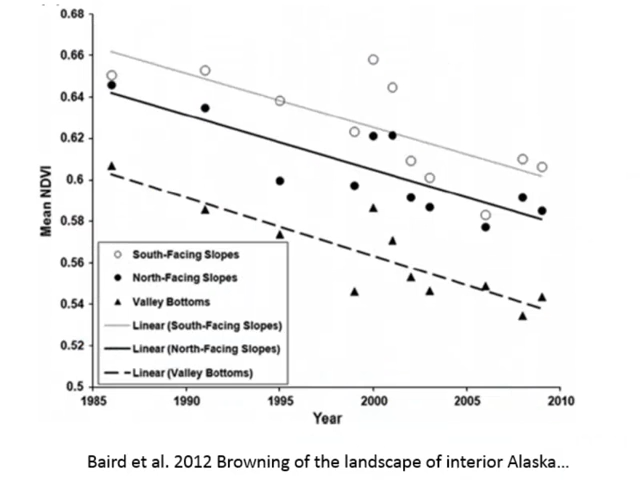 0.68
0.66
0.64
0.62
0.6
0.58
0.56
0.54
0.52
0.5
Mean NDVI
South-Facing Slopes
North-Facing Slopes
Valley Bottoms
Linear (South-Facing Slopes)
Linear (North-Facing Slopes)
Linear (Valley Bottoms)
1985 1990 1995 2000 2005 2010
Year
Baird et al. 2012 Browning of the landscape of interior Alaska...